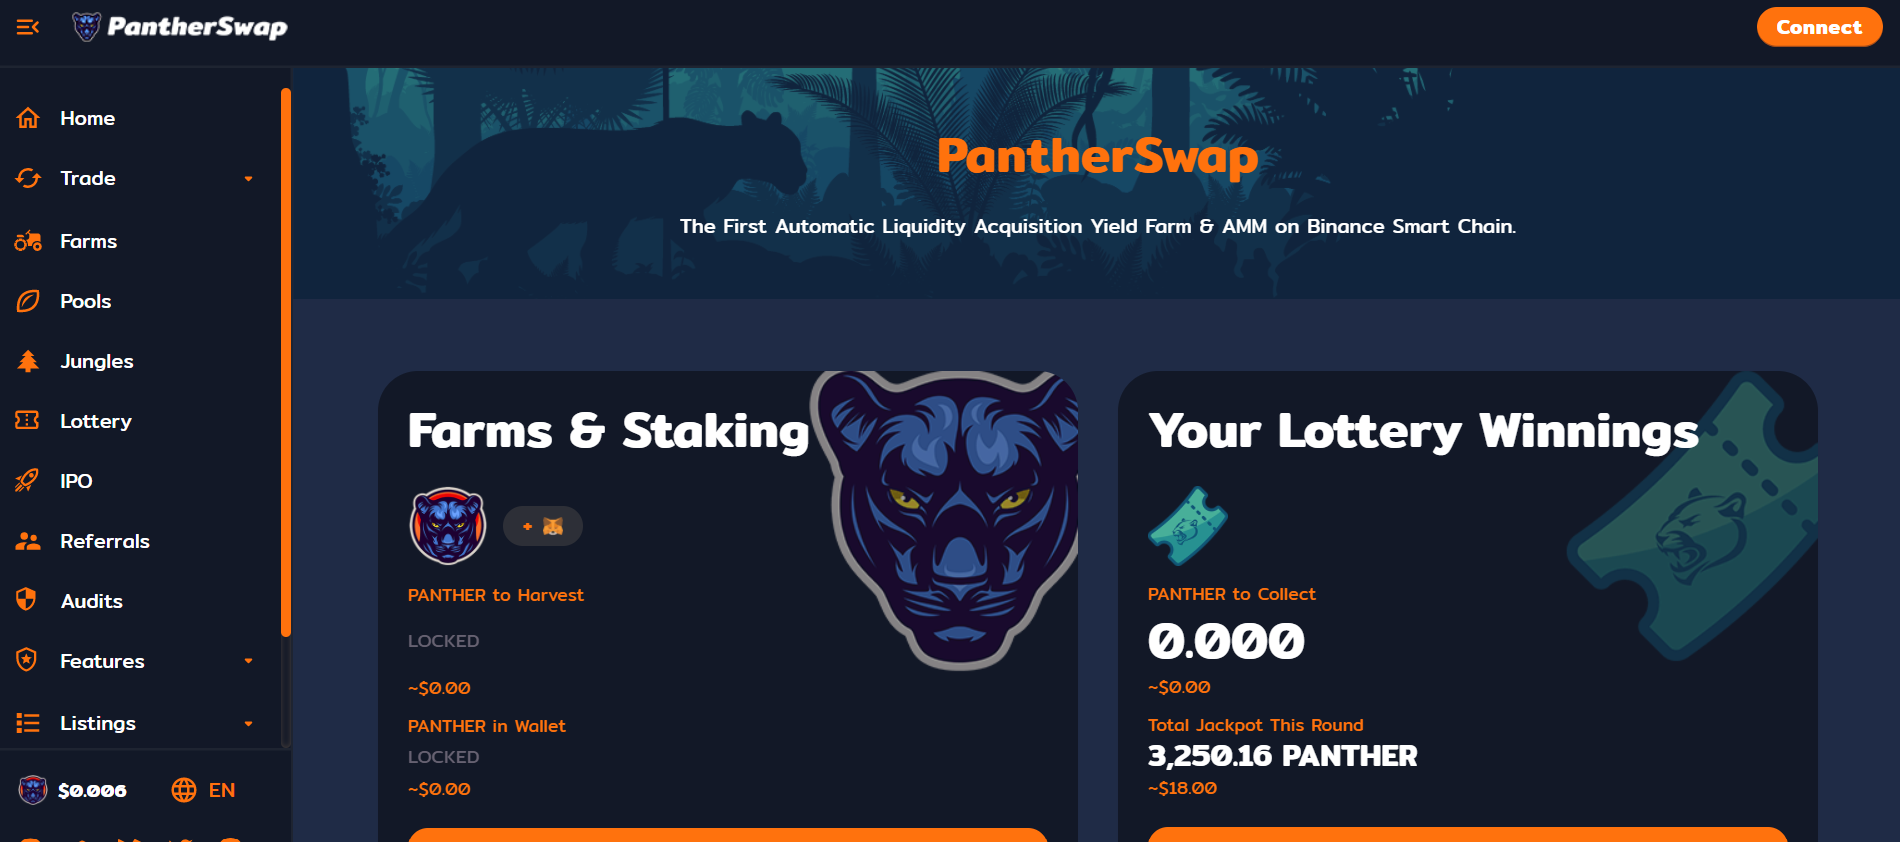 PantherSwap
Connect
Home
Trade
Farms
Pools
Jungles
Lottery
IPO
Referrals
Audits
Features
Listings
$0.006
EN
PantherSwap
The First Automatic Liquidity Acquisition Yield Farm & AMM on Binance Smart Chain.
Farms & Staking
+
PANTHER to Harvest
LOCKED
~$0.00
PANTHER in Wallet
LOCKED
~$0.00
Your Lottery Winnings
PANTHER to Collect
0.000
~$0.00
Total Jackpot This Round
3,250.16 PANTHER
~$18.00